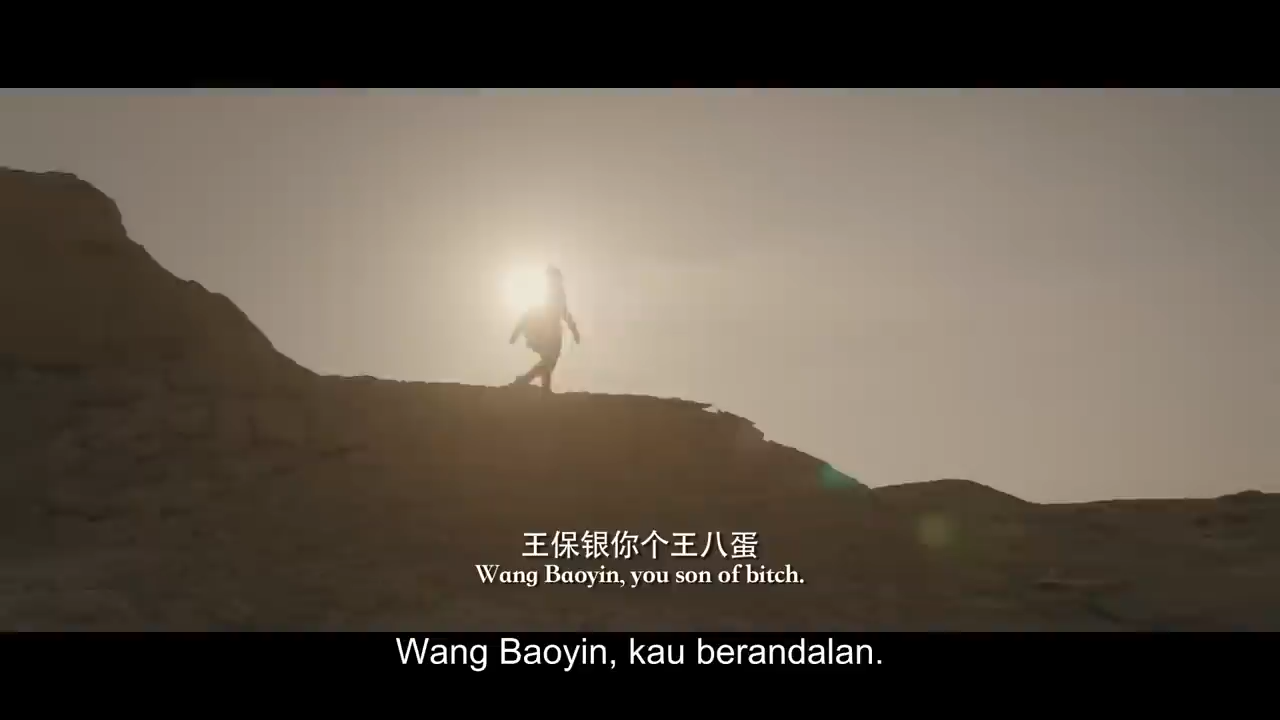 王保银你个王八蛋
Wang Baoyin, you son of bitch.
Wang Baoyin, kau berandalan.